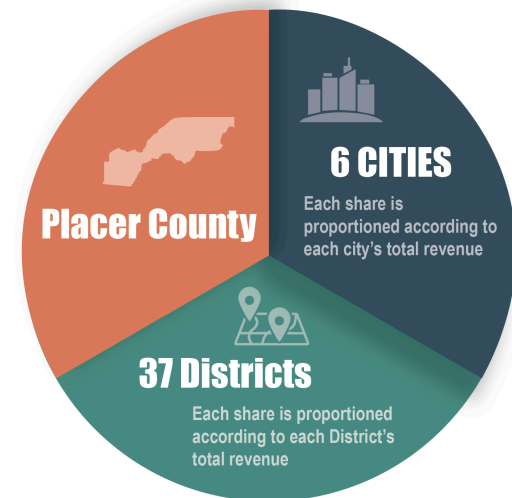 6 CITIES
Each share is
proportioned according to
each city's total revenue
Placer County
37 Districts
Each share is proportioned
according to each District's
total revenue